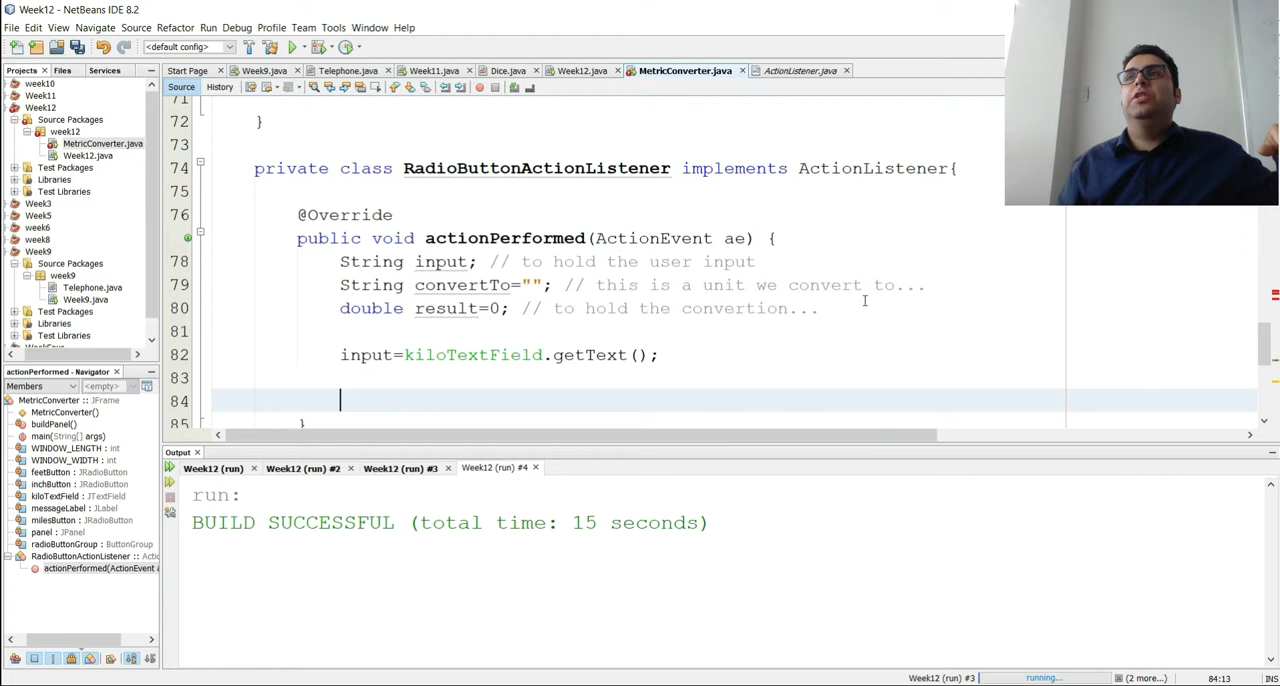 Week12 - NetBeans IDE 8.2
File Edit View Navigate Source Refactor Run Debug Profile Team Tools Window Help
<default config>
Projects Files Services
Start Page Week9.java Telephone.java Week11.java Dice.java Week12.java MetricConverter.java ActionListener.java
Source History
week10
Week11
Week12
Source Packages
week12
MetricConverter.java
Week12.java
Test Packages
Libraries
Test Libraries
Week3
Week5
week6
week8
Week9
Source Packages
week9
Telephone.java
Week9.java
Test Packages
Libraries
Test Libraries
71
72 }
73
74 private class RadioButtonActionListener implements ActionListener{
75
76 @Override
public void actionPerformed(ActionEvent ae) {
78 String input; // to hold the user input
79 String convertTo=""; // this is a unit we convert to...
80 double result=0; // to hold the convertion...
81
82 input=kiloTextField.getText();
83
84
85 }
actionPerformed - Navigator
Members <empty>
MetricConverter :: JFrame
MetricConverter()
buildPanel()
main(String[] args)
WINDOW_LENGTH : int
WINDOW_WIDTH : int
feetButton : JRadioButton
inchButton : JRadioButton
kiloTextField : JTextField
messageLabel : JLabel
milesButton : JRadioButton
panel : JPanel
radioButtonGroup : ButtonGroup
RadioButtonActionListener :: Actio
actionPerformed(ActionEvent a
Output
Week12 (run) Week12 (run) #2 Week12 (run) #3 Week12 (run) #4
run:
BUILD SUCCESSFUL (total time: 15 seconds)
Week12 (run) #3 running... (2 more...) 84:13 INS